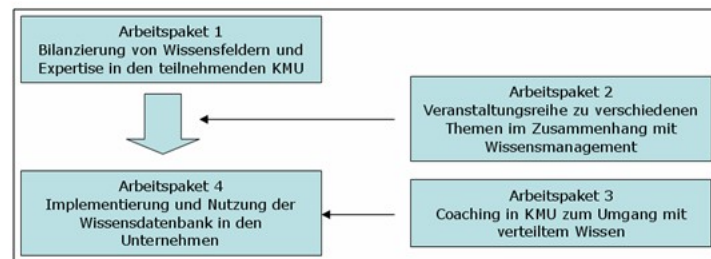 Arbeitspaket 1
Bilanzierung von Wissensfeldern und
Expertise in den teilnehmenden KMU
Arbeitspaket 2
Veranstaltungsreihe zu verschiedenen
Themen im Zusammenhang mit
Wissensmanagement
Arbeitspaket 4
Implementierung und Nutzung der
Wissensdatenbank in den
Unternehmen
Arbeitspaket 3
Coaching in KMU zum Umgang mit
verteiltem Wissen